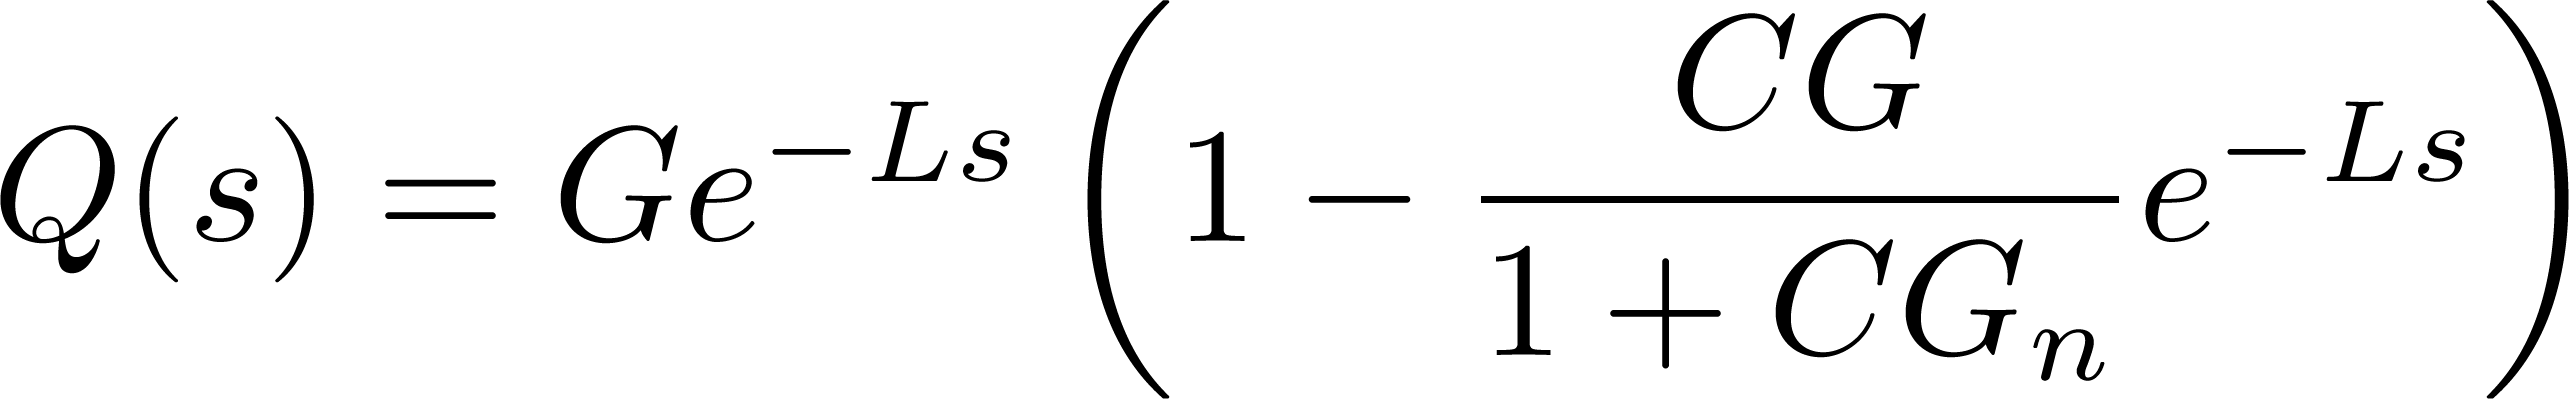 Q(s) = Ge^{-Ls} \left( 1 - \frac{CG}{1 + CG_n} e^{-Ls} \right)